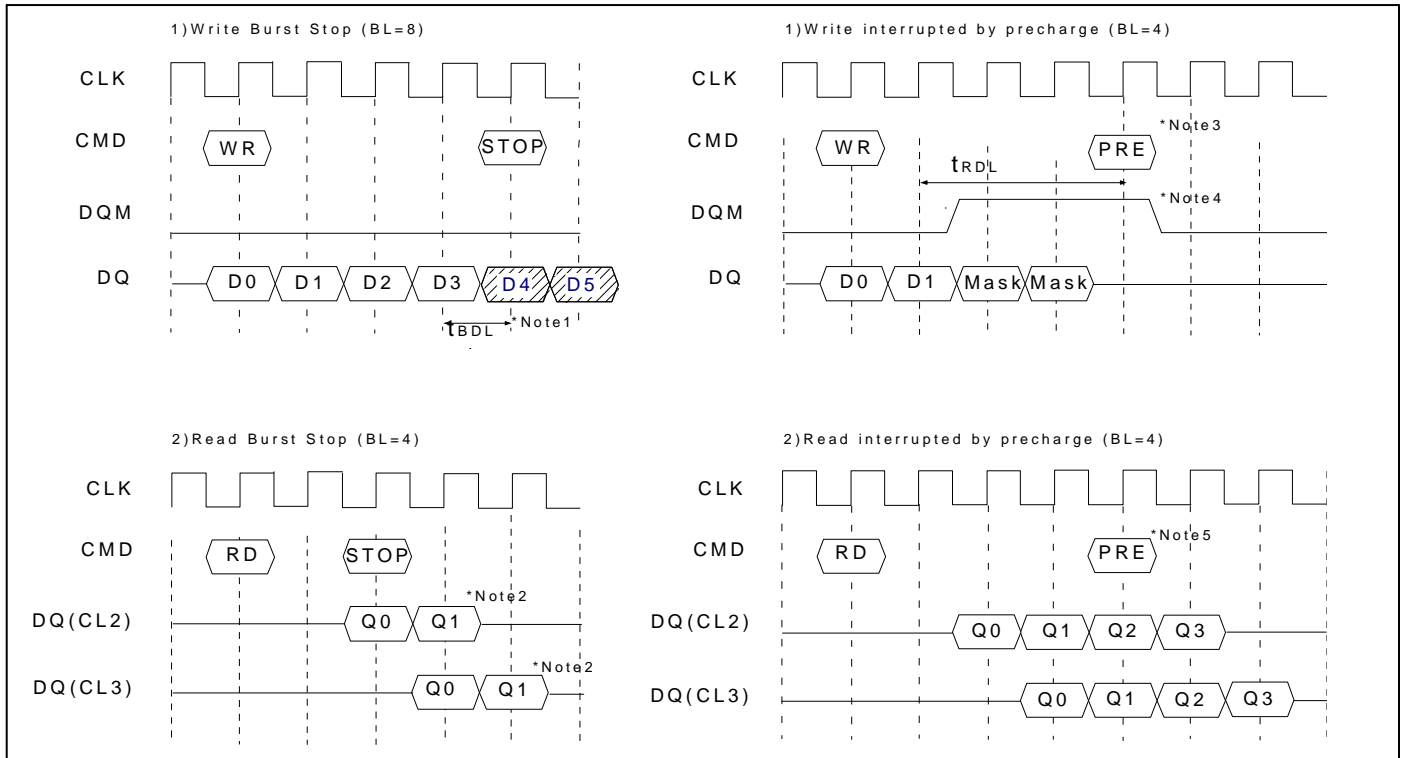 1)Write Burst Stop (BL=8)
CLK
CMD
WR
STOP
DQM
DQ
D0
D1
D2
D3
D4
D5
tBDL
*Note1
1)Write interrupted by precharge (BL=4)
CLK
CMD
WR
PRE
*Note3
tRDL
DQM
*Note4
DQ
D0
D1
Mask
Mask
2)Read Burst Stop (BL=4)
CLK
CMD
RD
STOP
DQ(CL2)
Q0
Q1
*Note2
DQ(CL3)
Q0
Q1
*Note2
2)Read interrupted by precharge (BL=4)
CLK
CMD
RD
PRE
*Note5
DQ(CL2)
Q0
Q1
Q2
Q3
DQ(CL3)
Q0
Q1
Q2
Q3